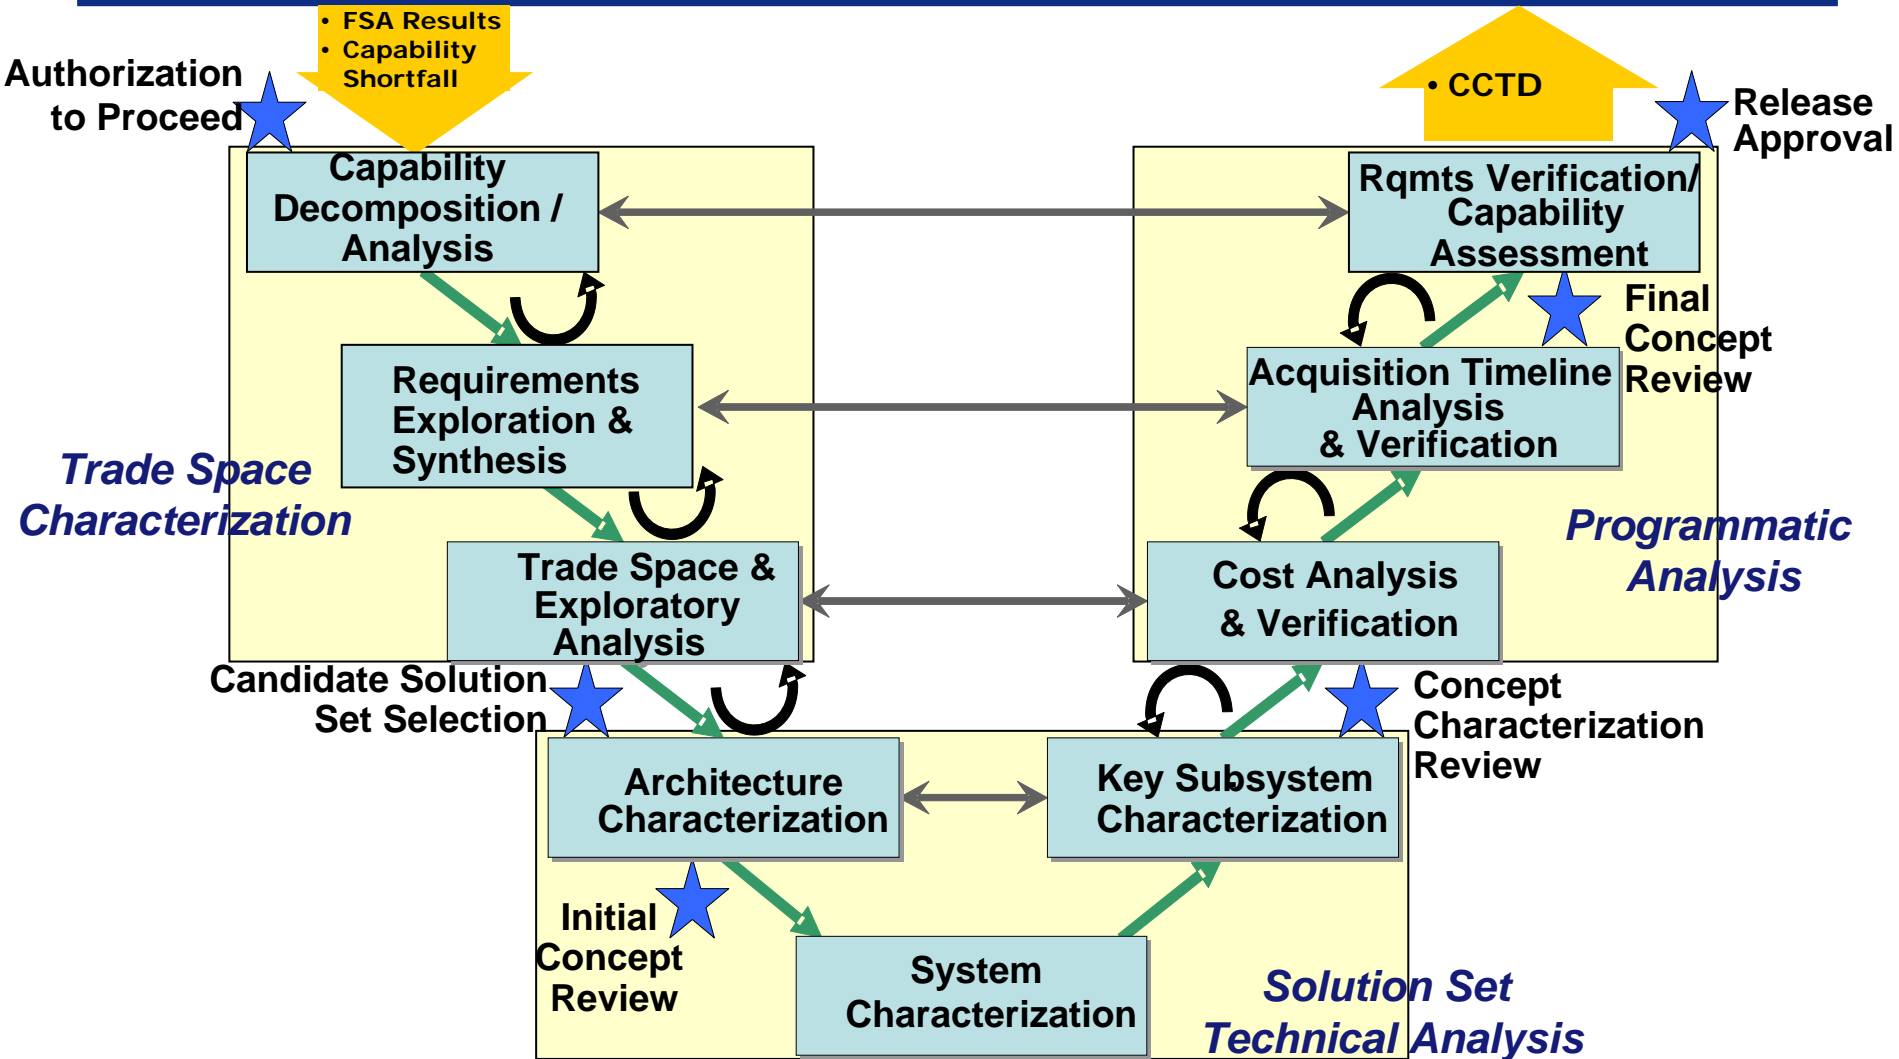 • FSA Results
• Capability
Shortfall
Authorization
to Proceed
• CCTD
Release
Approval
Capability
Decomposition /
Analysis
Rqmts Verification/
Capability
Assessment
Final
Concept
Review
Requirements
Exploration &
Synthesis
Acquisition Timeline
Analysis
& Verification
Trade Space
Characterization
Programmatic
Analysis
Trade Space &
Exploratory
Analysis
Cost Analysis
& Verification
Candidate Solution
Set Selection
Concept
Characterization
Review
Architecture
Characterization
Key Subsystem
Characterization
Initial
Concept
Review
System
Characterization
Solution Set
Technical Analysis